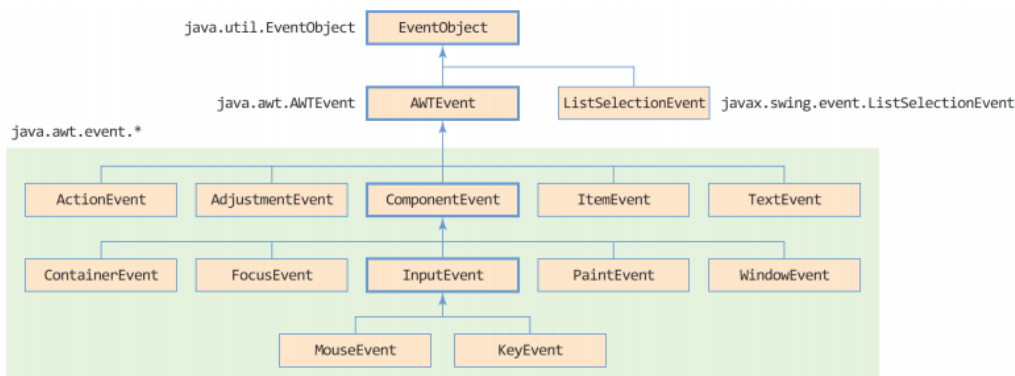 java.util.EventObject EventObject
java.awt.AWTEvent AWTEvent ListSelectionEvent javax.swing.event.ListSelectionEvent
java.awt.event.*
ActionEvent AdjustmentEvent ComponentEvent ItemEvent TextEvent
ContainerEvent FocusEvent InputEvent PaintEvent WindowEvent
MouseEvent KeyEvent